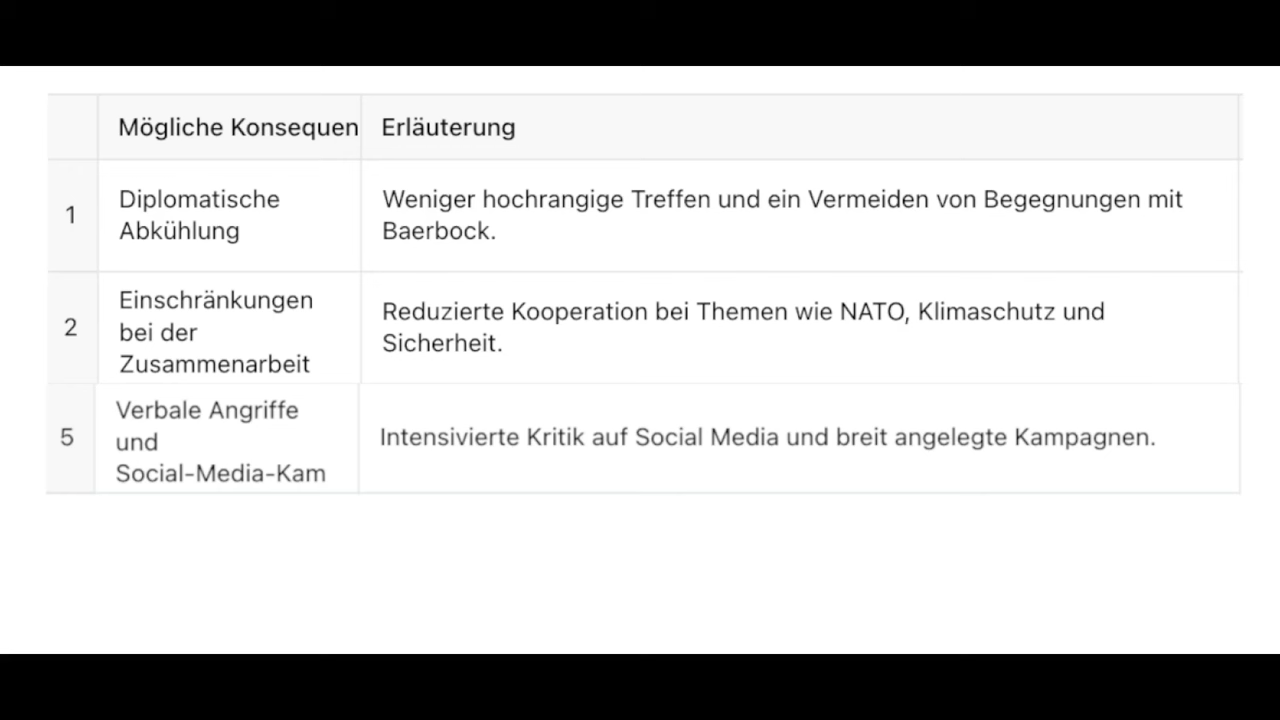 Mögliche Konsequen
Erläuterung
1
Diplomatische
Abkühlung
Weniger hochrangige Treffen und ein Vermeiden von Begegnungen mit
Baerbock.
2
Einschränkungen
bei der
Zusammenarbeit
Reduzierte Kooperation bei Themen wie NATO, Klimaschutz und
Sicherheit.
5
Verbale Angriffe
und
Social-Media-Kam
Intensivierte Kritik auf Social Media und breit angelegte Kampagnen.